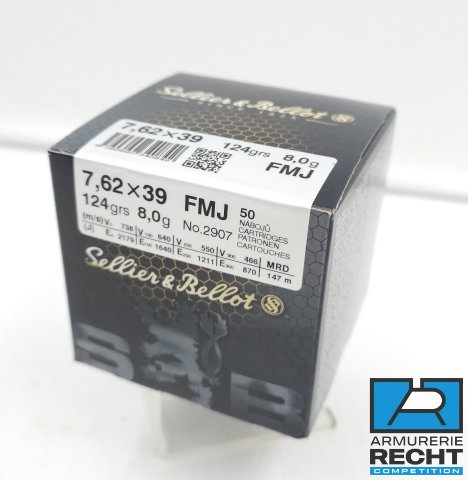 Sellier & Bellot
7,62×39
124grs 8,0g
FMJ
7,62×39 FMJ 50
124grs 8,0g No.2907
NÁBOJŮ
CARTRIDGES
PATRONEN
CARTOUCHES
(m/s) V₀ 738 V₁₀₀ 640 V₂₀₀ 550 V₃₀₀ 466 MRD
(J) E₀ 2179 E₁₀₀ 1640 E₂₀₀ 1211 E₃₀₀ 870 147 m
Sellier & Bellot
S B
ARMURERIE
RECHT
COMPETITION